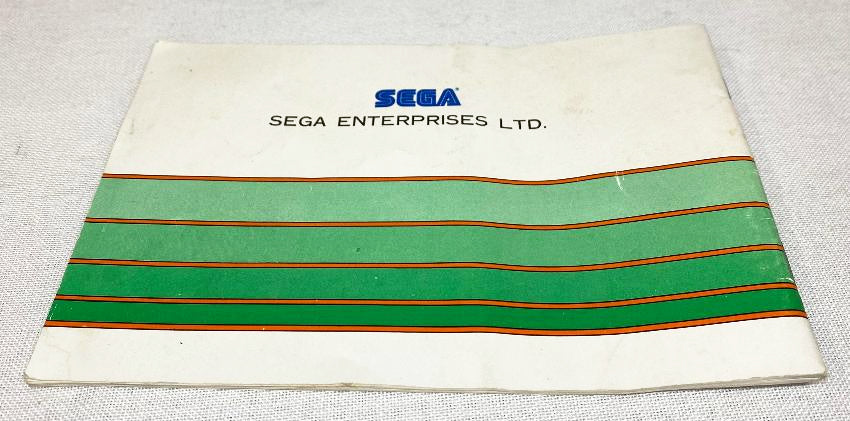 SEGA®
SEGA ENTERPRISES LTD.